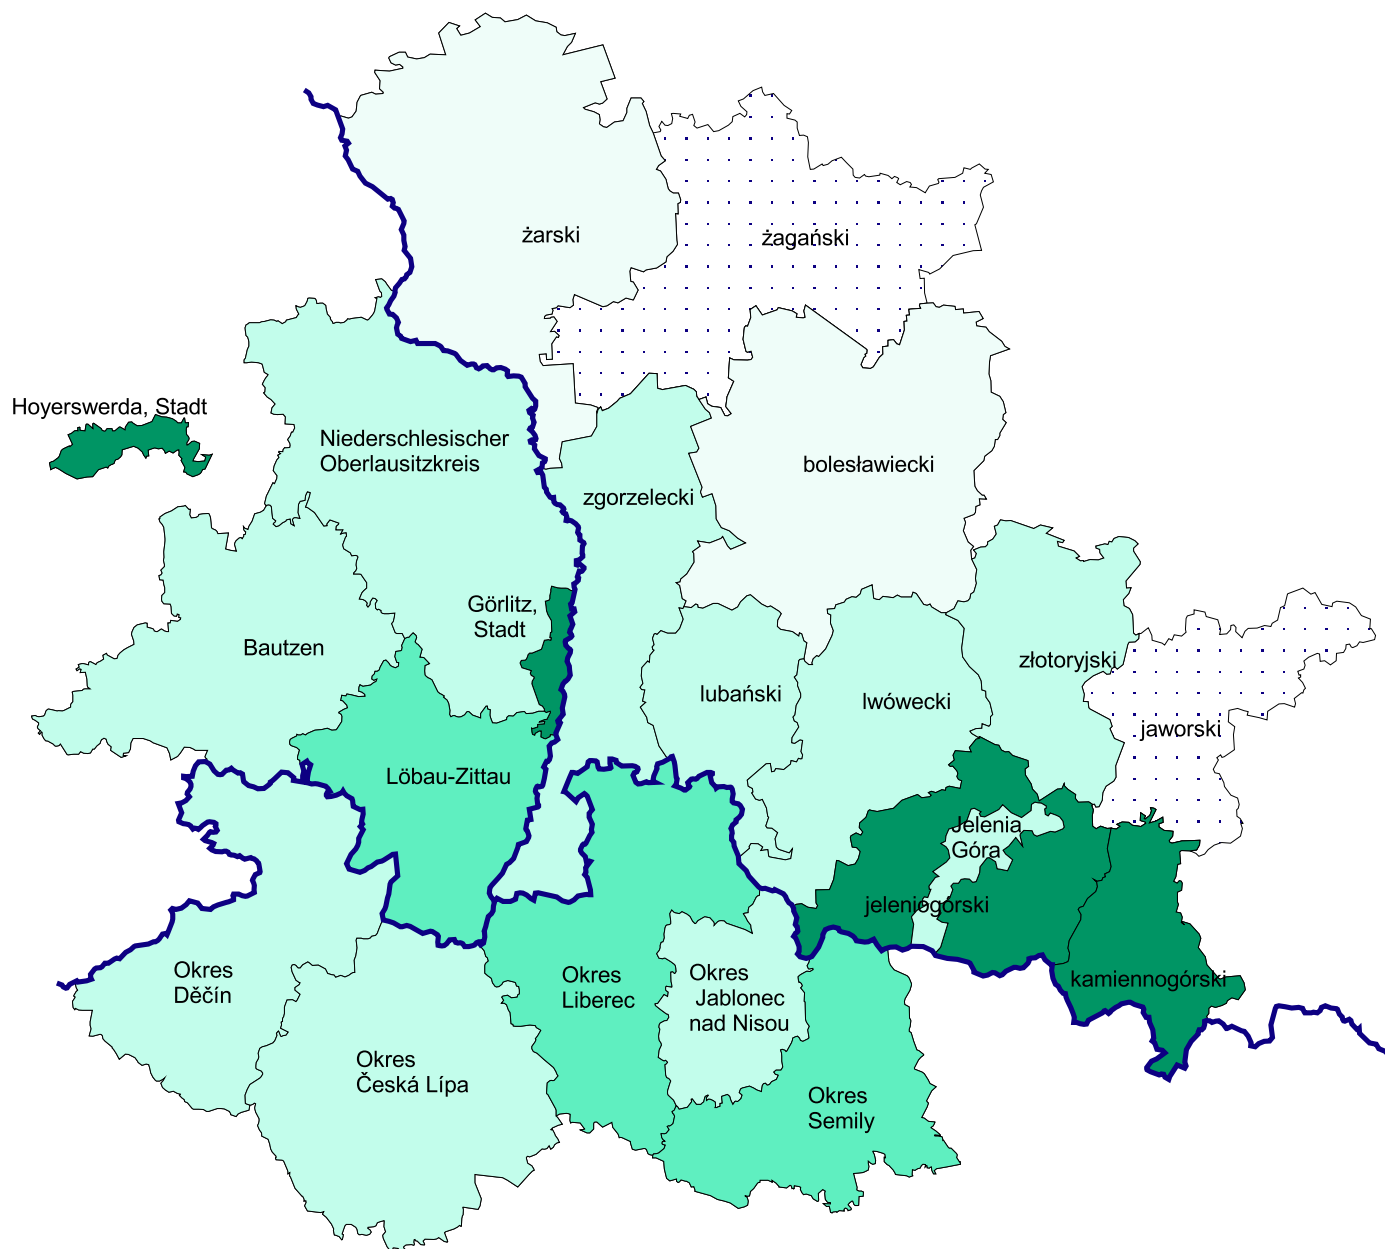 żarski
żagański
Hoyerswerda, Stadt
Niederschlesischer
Oberlausitzkreis
bolesławiecki
zgorzelecki
Görlitz,
Stadt
Bautzen
złotoryjski
lubański
lwówecki
jaworski
Löbau-Zittau
Jelenia
Góra
jeleniogórski
Okres
Děčín
Okres
Liberec
Okres
Jablonec
nad Nisou
kamiennogórski
Okres
Česká Lípa
Okres
Semily